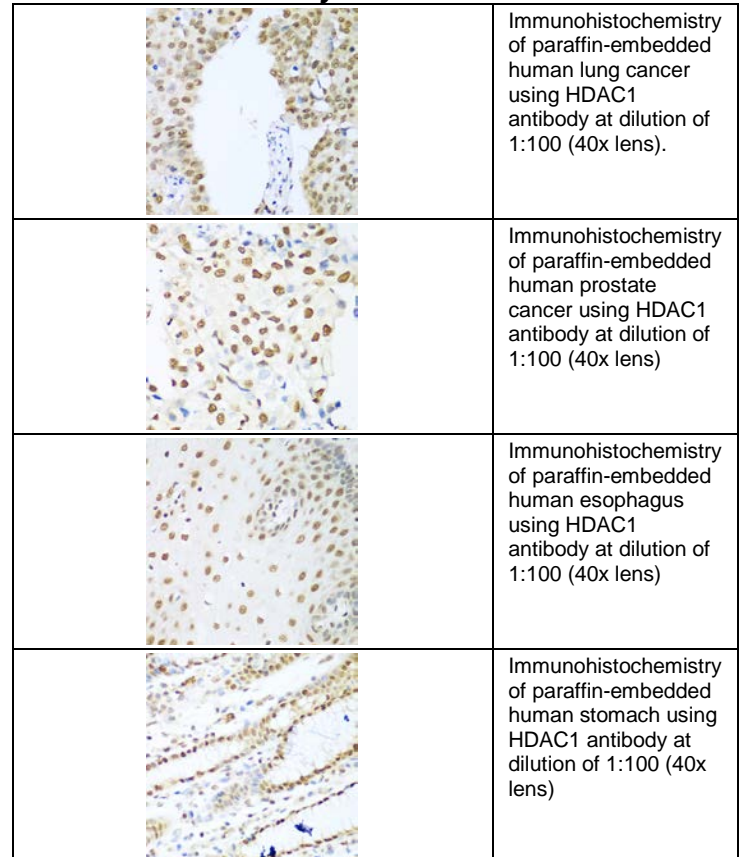 Immunohistochemistry
of paraffin-embedded
human lung cancer
using HDAC1
antibody at dilution of
1:100 (40x lens).
Immunohistochemistry
of paraffin-embedded
human prostate
cancer using HDAC1
antibody at dilution of
1:100 (40x lens)
Immunohistochemistry
of paraffin-embedded
human esophagus
using HDAC1
antibody at dilution of
1:100 (40x lens)
Immunohistochemistry
of paraffin-embedded
human stomach using
HDAC1 antibody at
dilution of 1:100 (40x
lens)